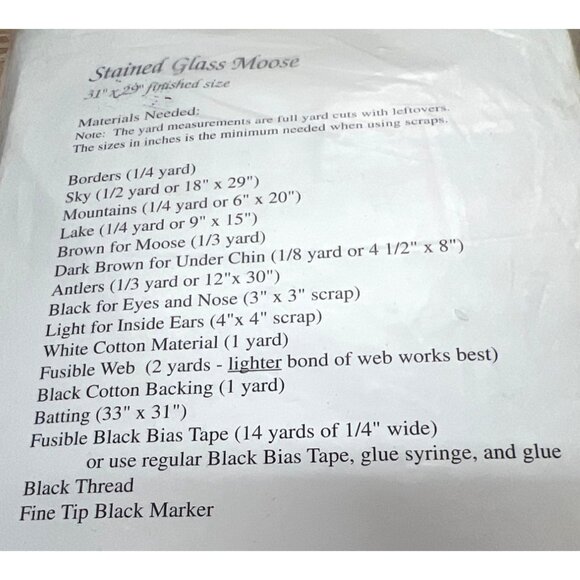 Stained Glass Moose
31" x 29" finished size
Materials Needed:
Note: The yard measurements are full yard cuts with leftovers.
The sizes in inches is the minimum needed when using scraps.
Borders (1/4 yard)
Sky (1/2 yard or 18" x 29")
Mountains (1/4 yard or 6" x 20")
Lake (1/4 yard or 9" x 15")
Brown for Moose (1/3 yard)
Dark Brown for Under Chin (1/8 yard or 4 1/2" x 8")
Antlers (1/3 yard or 12"x 30")
Black for Eyes and Nose (3" x 3" scrap)
Light for Inside Ears (4"x 4" scrap)
White Cotton Material (1 yard)
Fusible Web (2 yards - lighter bond of web works best)
Black Cotton Backing (1 yard)
Batting (33" x 31")
Fusible Black Bias Tape (14 yards of 1/4" wide)
or use regular Black Bias Tape, glue syringe, and glue
Black Thread
Fine Tip Black Marker